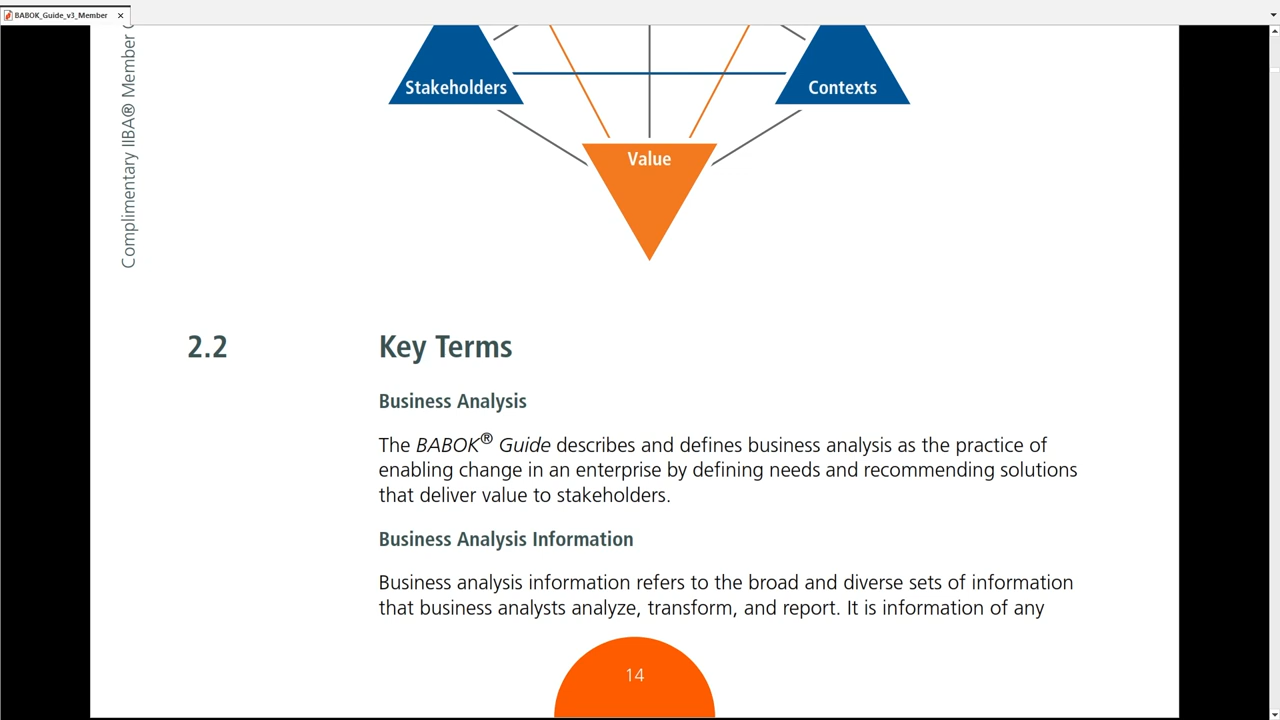 BABOK_Guide_v3_Member
Complimentary IIBA® Member
Stakeholders
Contexts
Value
2.2 Key Terms
Business Analysis
The BABOK® Guide describes and defines business analysis as the practice of
enabling change in an enterprise by defining needs and recommending solutions
that deliver value to stakeholders.
Business Analysis Information
Business analysis information refers to the broad and diverse sets of information
that business analysts analyze, transform, and report. It is information of any
14